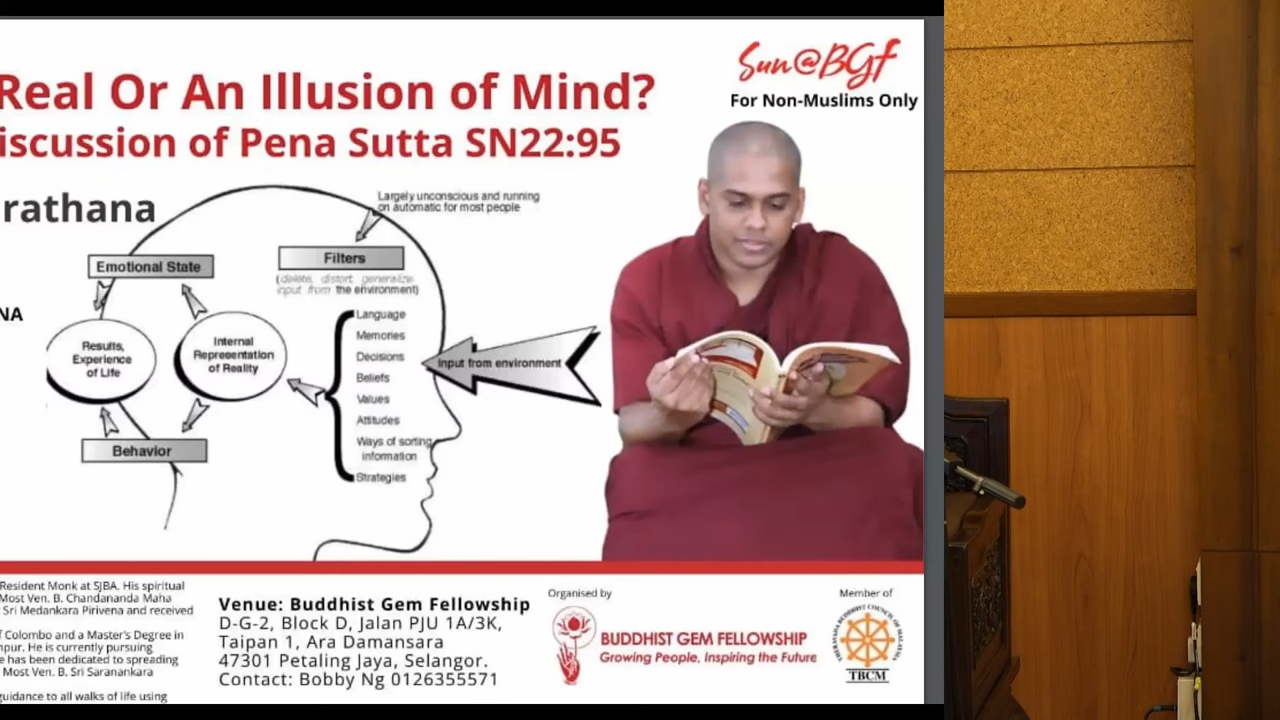 Sun@BGF
For Non-Muslims Only
Real Or An Illusion of Mind?
iscussion of Pena Sutta SN22:95
rathana
NA
Largely unconscious and running
on automatic for most people
Emotional State
Filters
(delete, distort, generalize
input from the environment)
Language
Memories
Decisions
Beliefs
Values
Attitudes
Ways of sorting
information
Strategies
Input from environment
Internal
Representation
of Reality
Results,
Experience
of Life
Behavior
Resident Monk at SJBA. His spiritual
Most Ven. B. Chandananda Maha
Sri Medankara Pirivena and received
f Colombo and a Master's Degree in
npur. He is currently pursuing
e has been dedicated to spreading
Most Ven. B. Sri Saranankara
guidance to all walks of life using
Venue: Buddhist Gem Fellowship
D-G-2, Block D, Jalan PJU 1A/3K,
Taipan 1, Ara Damansara
47301 Petaling Jaya, Selangor.
Contact: Bobby Ng 0126355571
Organised by
BUDDHIST GEM FELLOWSHIP
Growing People, Inspiring the Future
Member of
THERAVADA BUDDHIST COUNCIL OF MALAYSIA
TBCM